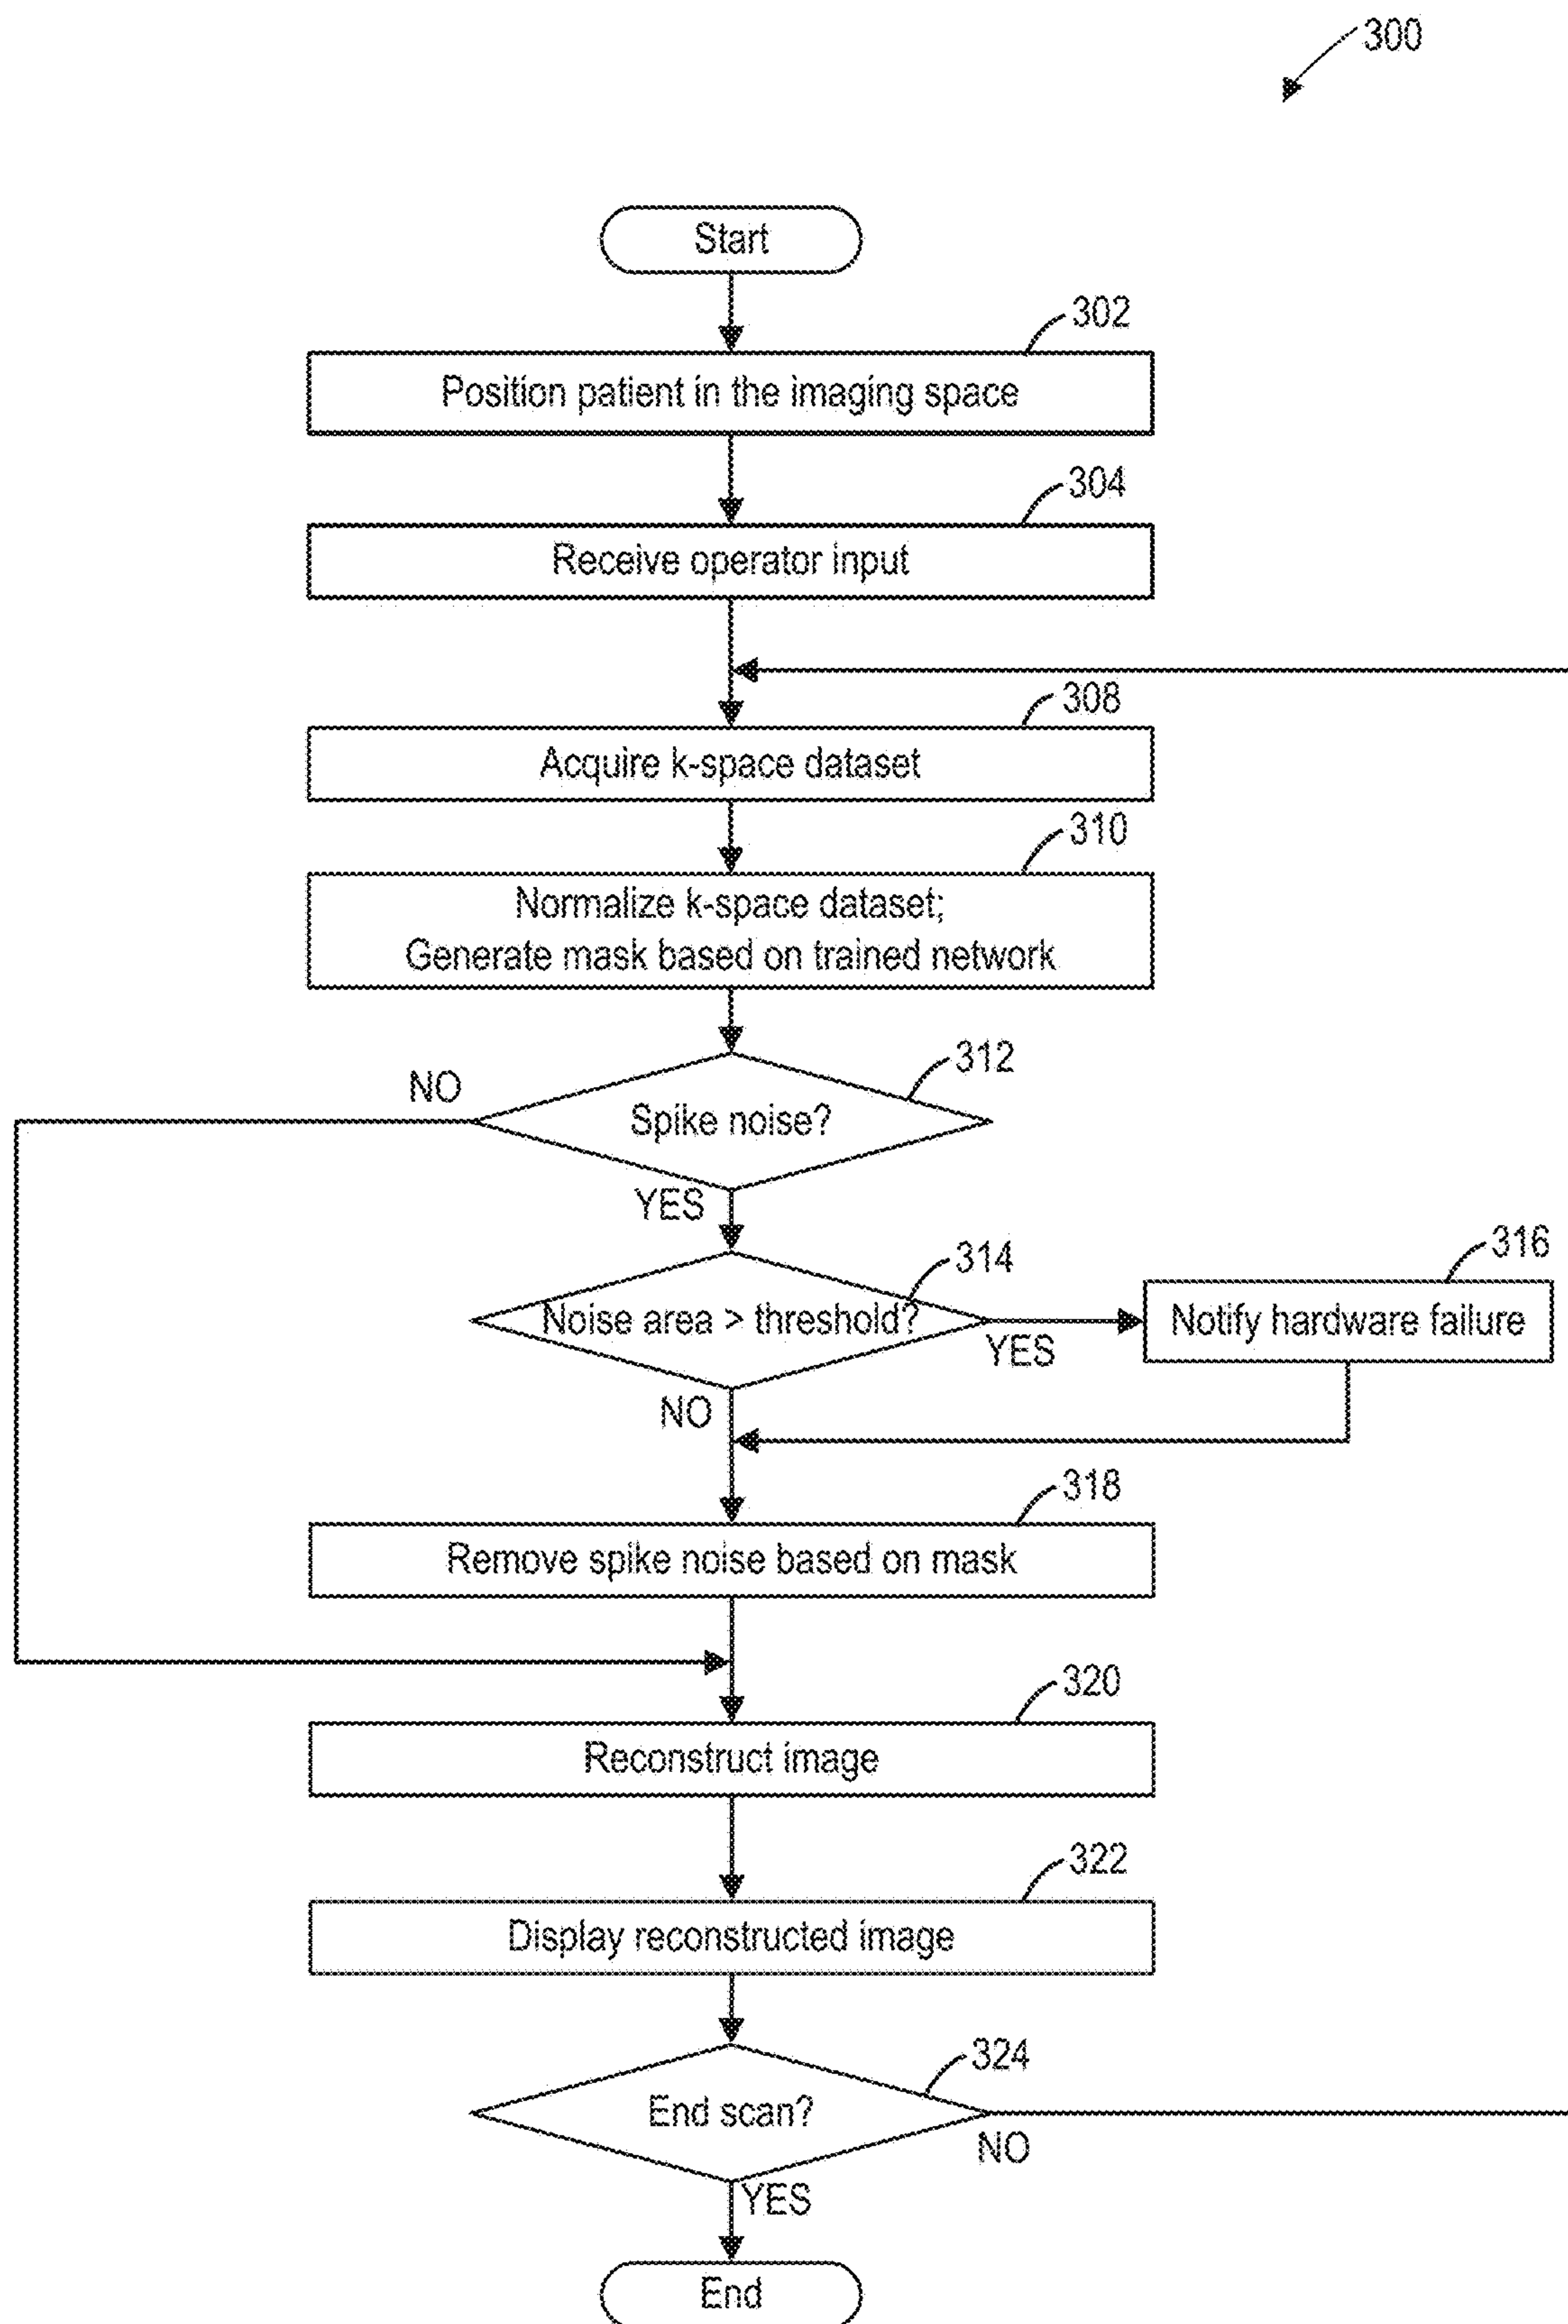 300
Start
302
Position patient in the imaging space
304
Receive operator input
308
Acquire k-space dataset
310
Normalize k-space dataset;
Generate mask based on trained network
312
NO
Spike noise?
YES
314
316
Noise area > threshold?
Notify hardware failure
YES
NO
318
Remove spike noise based on mask
320
Reconstruct image
322
Display reconstructed image
324
End scan?
NO
YES
End